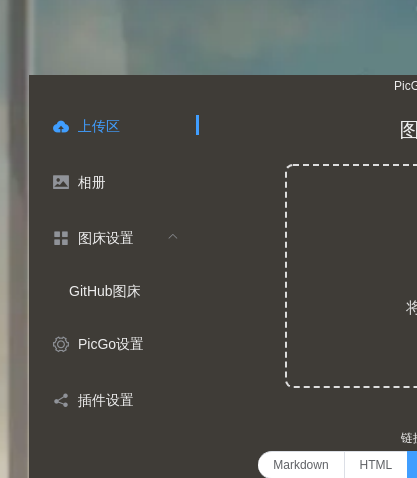 PicG
上传区
图
相册
图床设置
GitHub图床
将
PicGo设置
插件设置
链接
Markdown
HTML